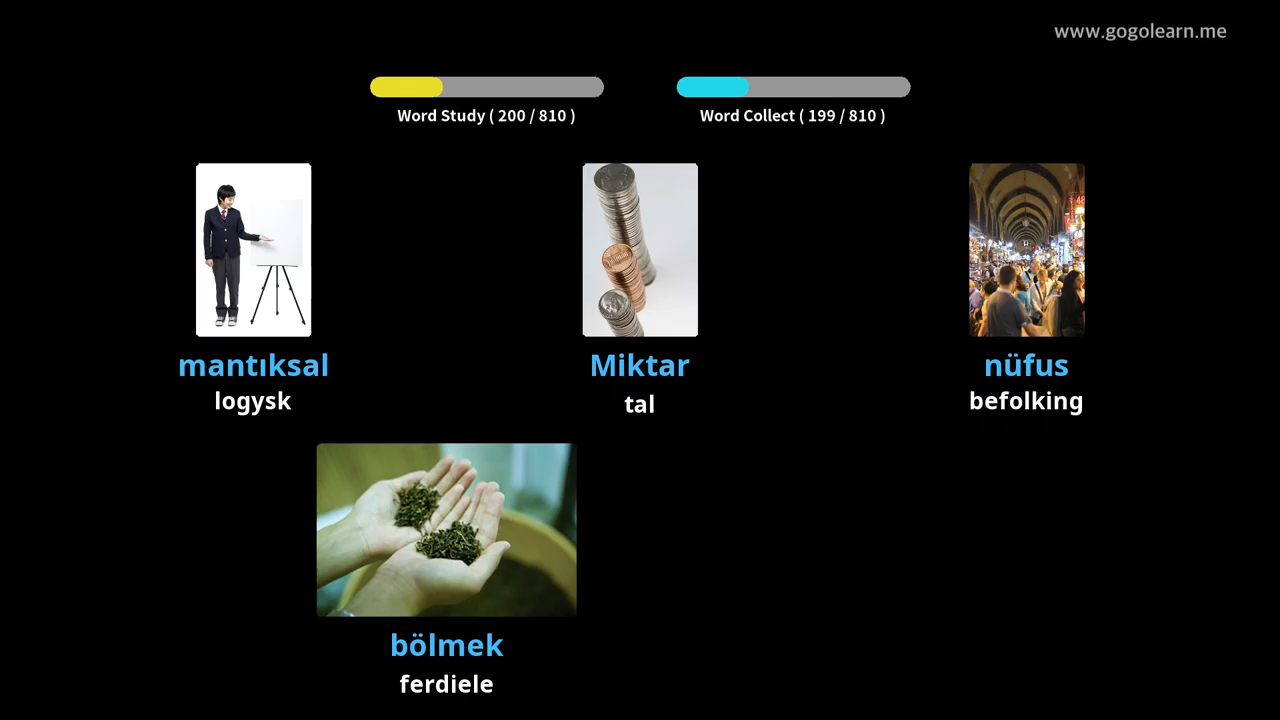 www.gogolearn.me
Word Study ( 200 / 810 )
Word Collect ( 199 / 810 )
mantıksal
logysk
Miktar
tal
nüfus
befolking
bölmek
ferdiele